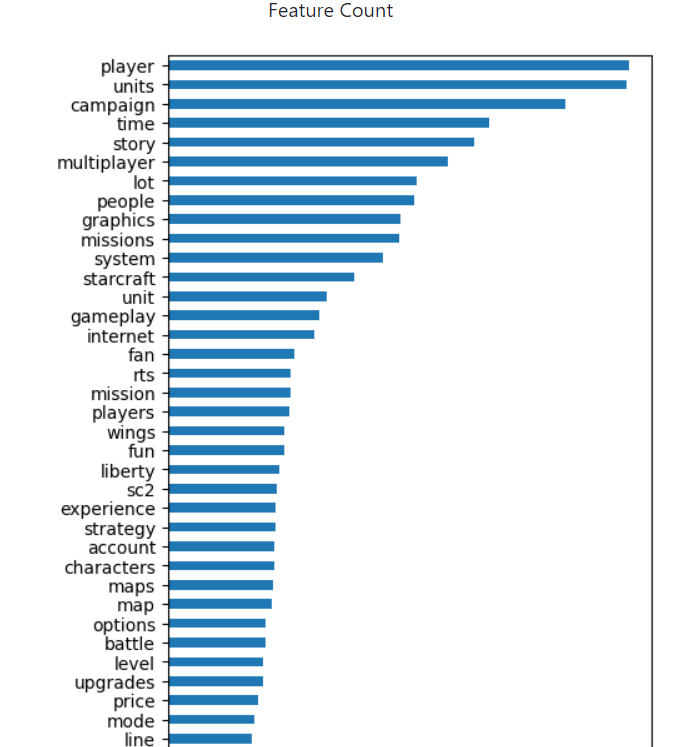 Feature Count
player
units
campaign
time
story
multiplayer
lot
people
graphics
missions
system
starcraft
unit
gameplay
internet
fan
rts
mission
players
wings
fun
liberty
sc2
experience
strategy
account
characters
maps
map
options
battle
level
upgrades
price
mode
line